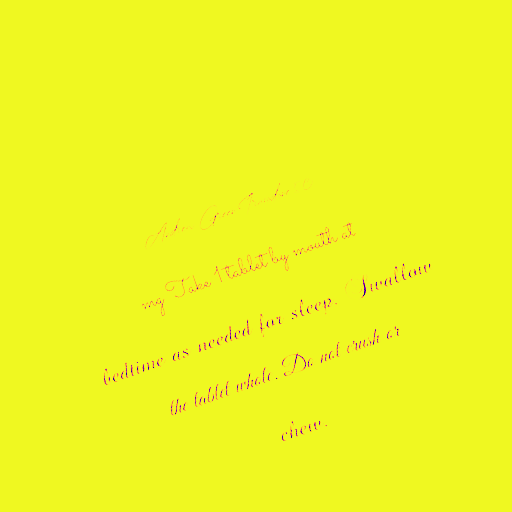 mg Take 1 tablet by mouth at
bedtime as needed for sleep. Swallow
the tablet whole. Do not crush or
chew.